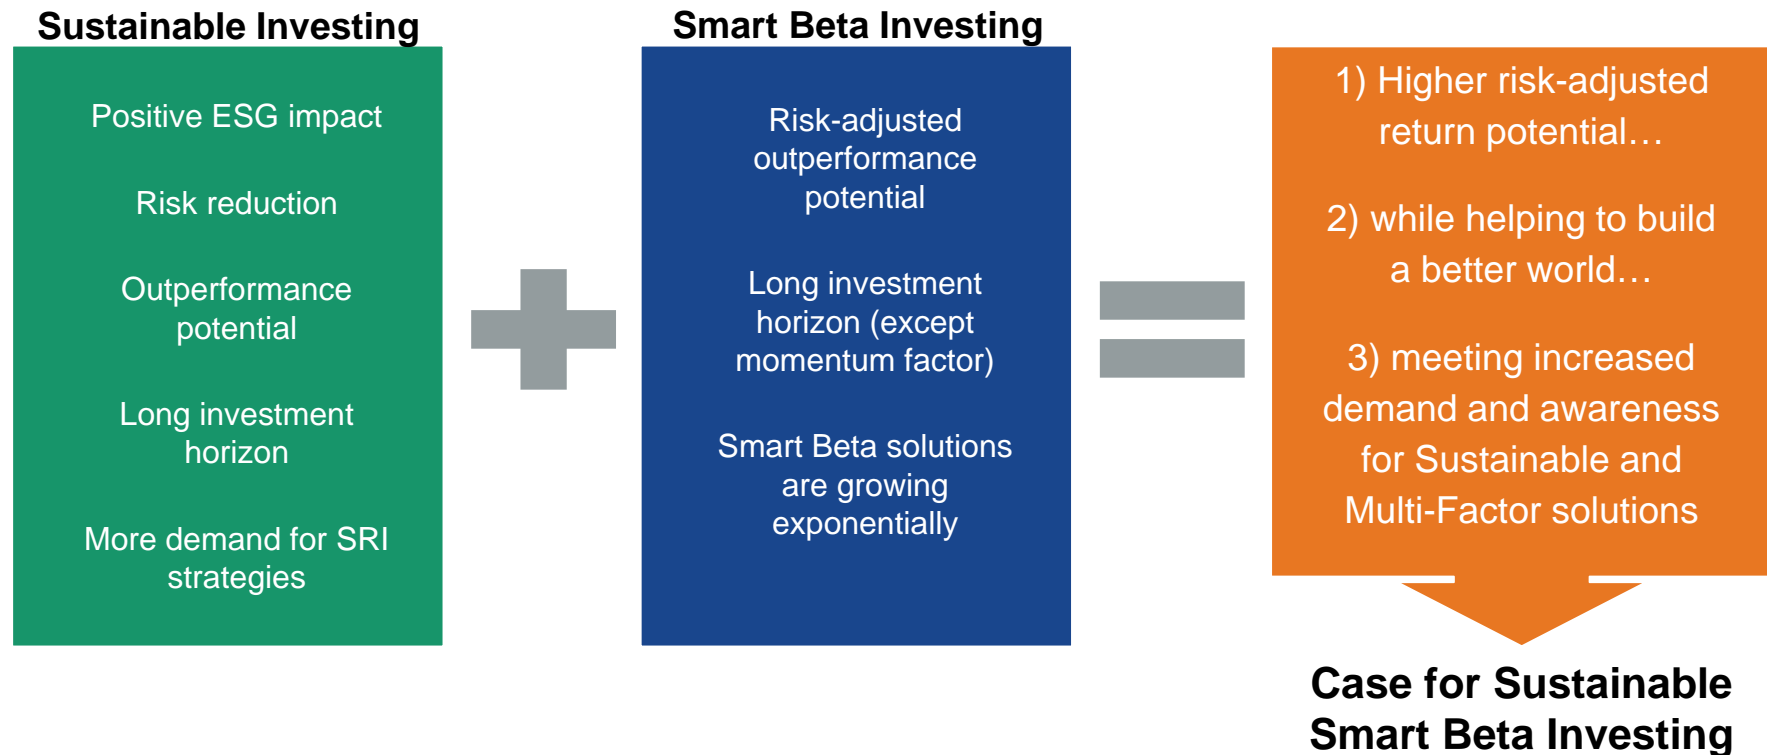 Sustainable Investing
Positive ESG impact
Risk reduction
Outperformance
potential
Long investment
horizon
More demand for SRI
strategies
Smart Beta Investing
Risk-adjusted
outperformance
potential
Long investment
horizon (except
momentum factor)
Smart Beta solutions
are growing
exponentially
1) Higher risk-adjusted
return potential…
2) while helping to build
a better world…
3) meeting increased
demand and awareness
for Sustainable and
Multi-Factor solutions
Case for Sustainable
Smart Beta Investing